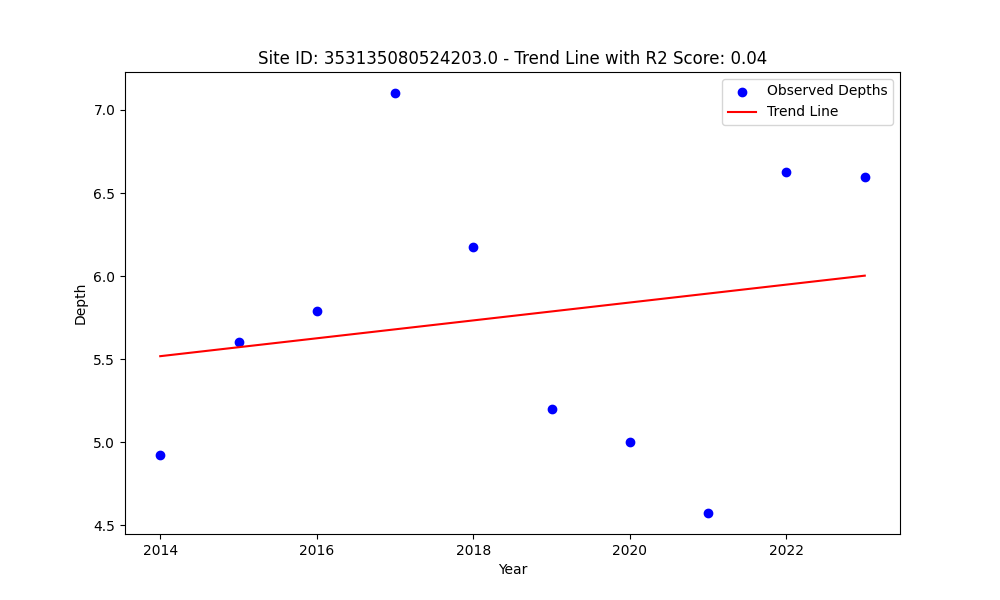 Site ID: 353135080524203.0 - Trend Line with R2 Score: 0.04
Observed Depths
Trend Line
7.0
6.5
6.0
5.5
5.0
4.5
Depth
2014
2016
2018
2020
2022
Year